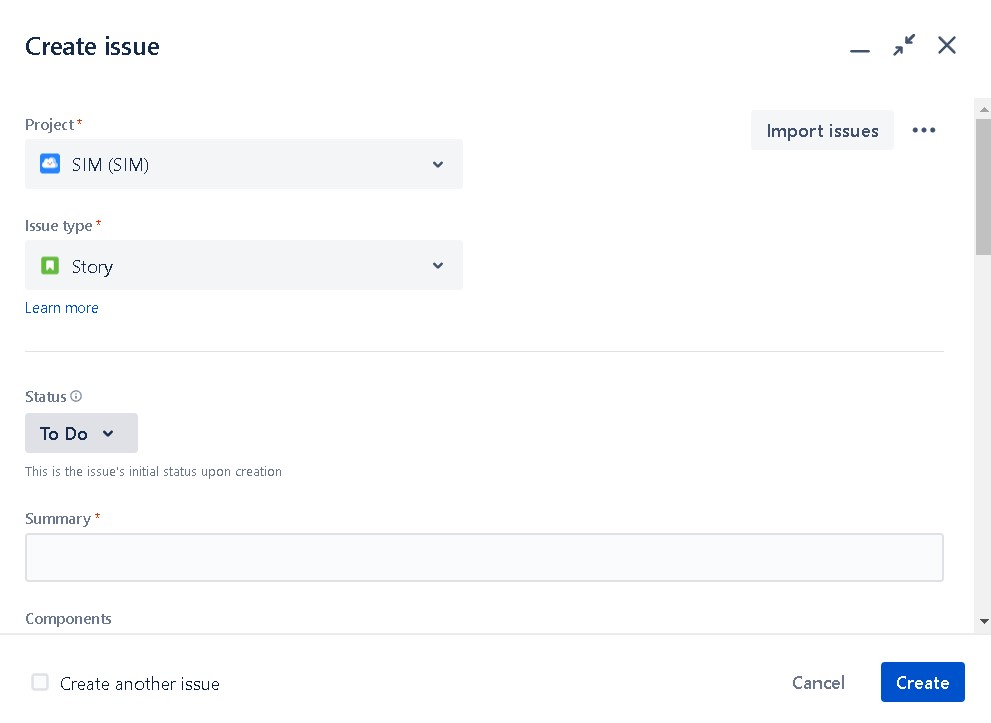 Create issue
Project *
Import issues
SIM (SIM)
Issue type *
Story
Learn more
Status
To Do
This is the issue's initial status upon creation
Summary *
Components
Create another issue
Cancel
Create